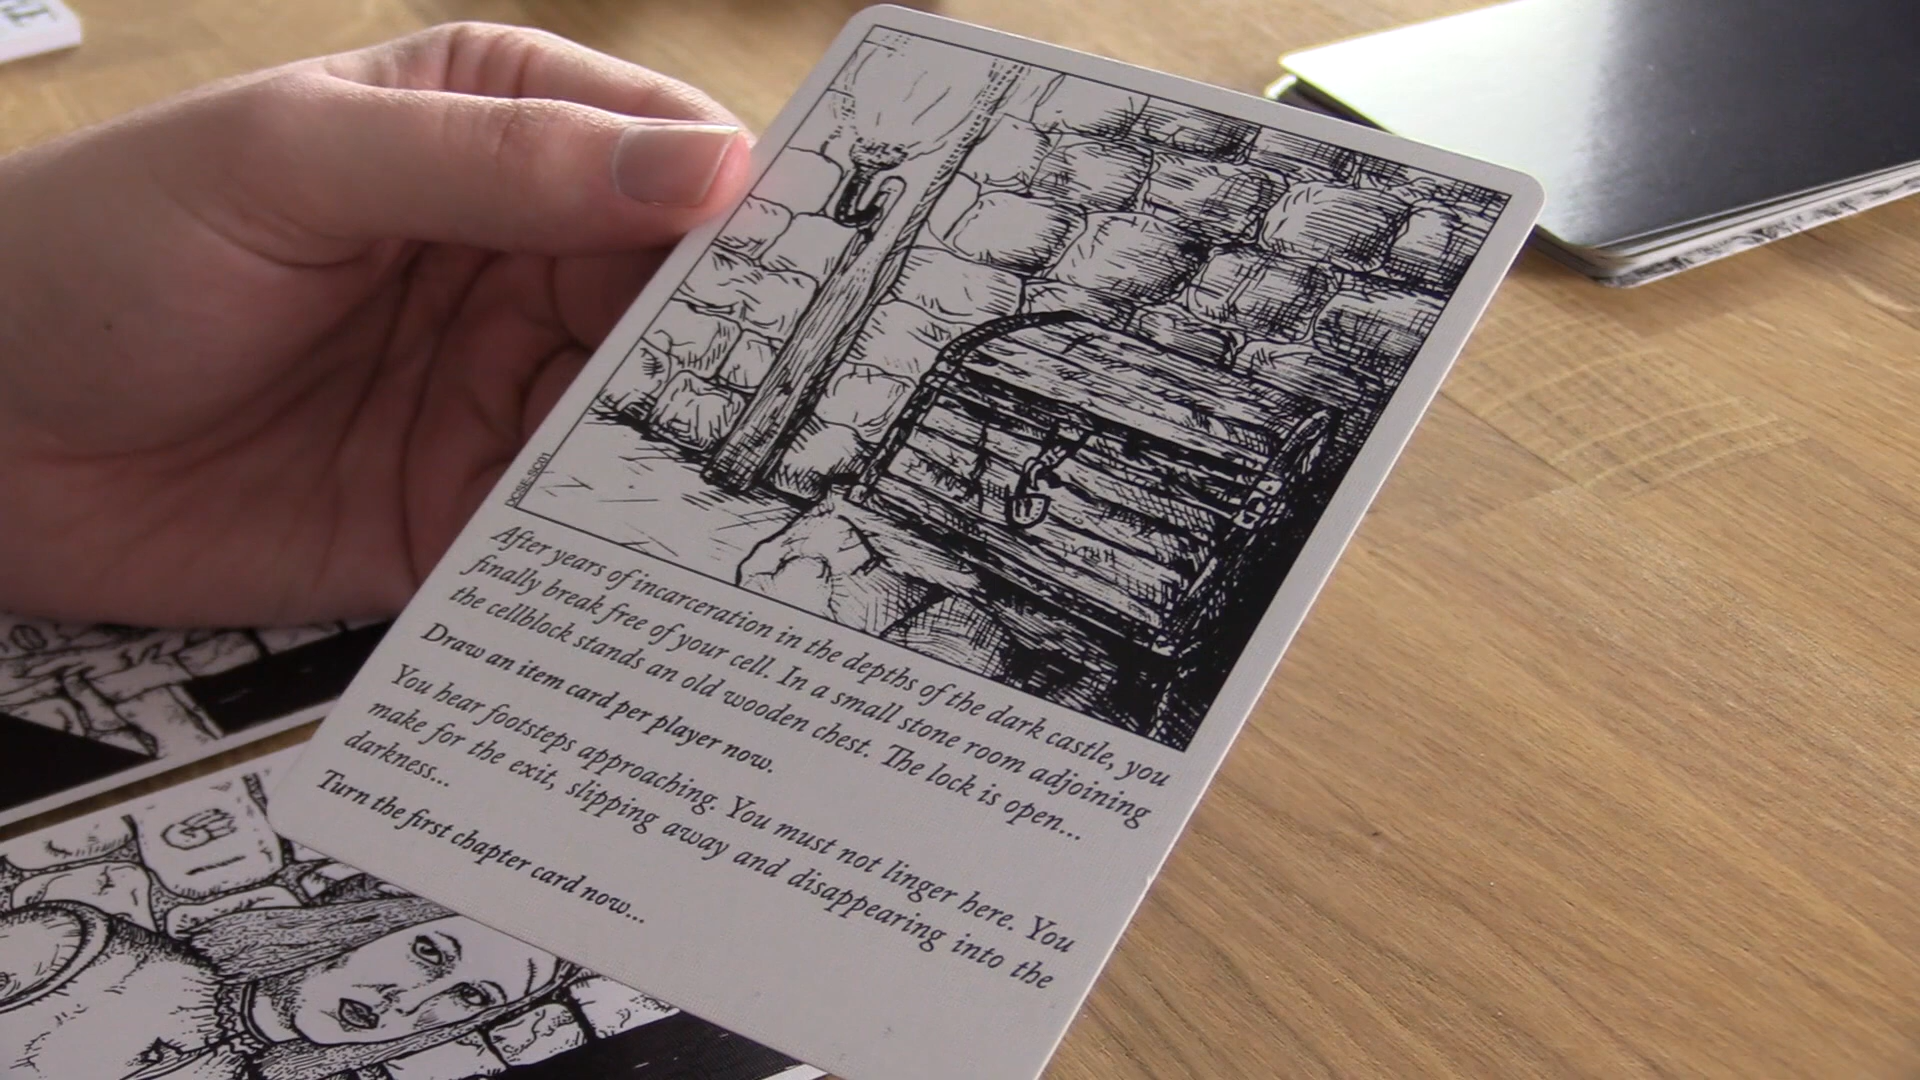 After years of incarceration in the depths of the dark castle, you
finally break free of your cell. In a small stone room adjoining
the cellblock stands an old wooden chest. The lock is open...
Draw an item card per player now.
You hear footsteps approaching. You must not linger here. You
make for the exit, slipping away and disappearing into the
darkness...
Turn the first chapter card now...